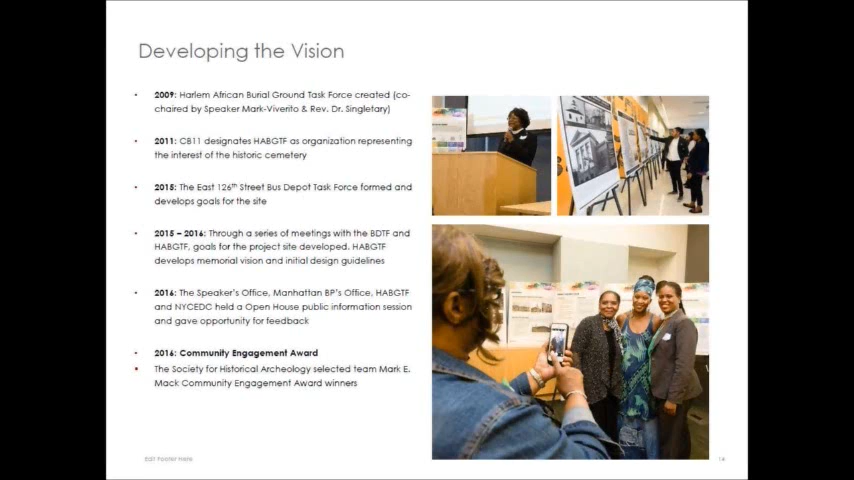 Developing the Vision
2009: Harlem African Burial Ground Task Force created (co-
chaired by Speaker Mark-Viverito & Rev. Dr. Singletary)
2011: CB11 designates HABGTF as organization representing
the interest of the historic cemetery
2015: The East 126th Street Bus Depot Task Force formed and
develops goals for the site
2015 – 2016: Through a series of meetings with the BDTF and
HABGTF, goals for the project site developed. HABGTF
develops memorial vision and initial design guidelines
2016: The Speaker's Office, Manhattan BP's Office, HABGTF
and NYCEDC held a Open House public information session
and gave opportunity for feedback
2016: Community Engagement Award
The Society for Historical Archeology selected team Mark E.
Mack Community Engagement Award winners
Edit Footer Here
14